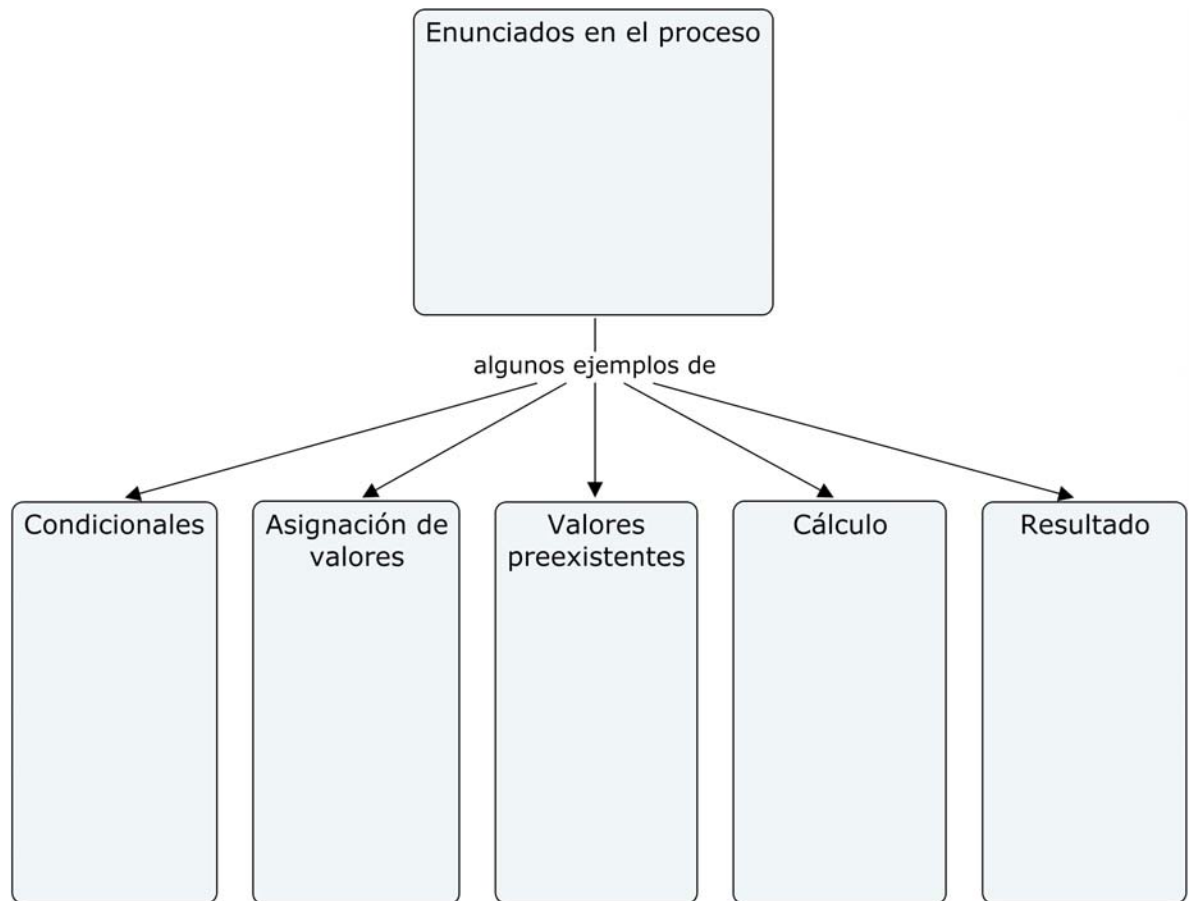 Enunciados en el proceso
algunos ejemplos de
Condicionales
Asignación de
valores
Valores
preexistentes
Cálculo
Resultado